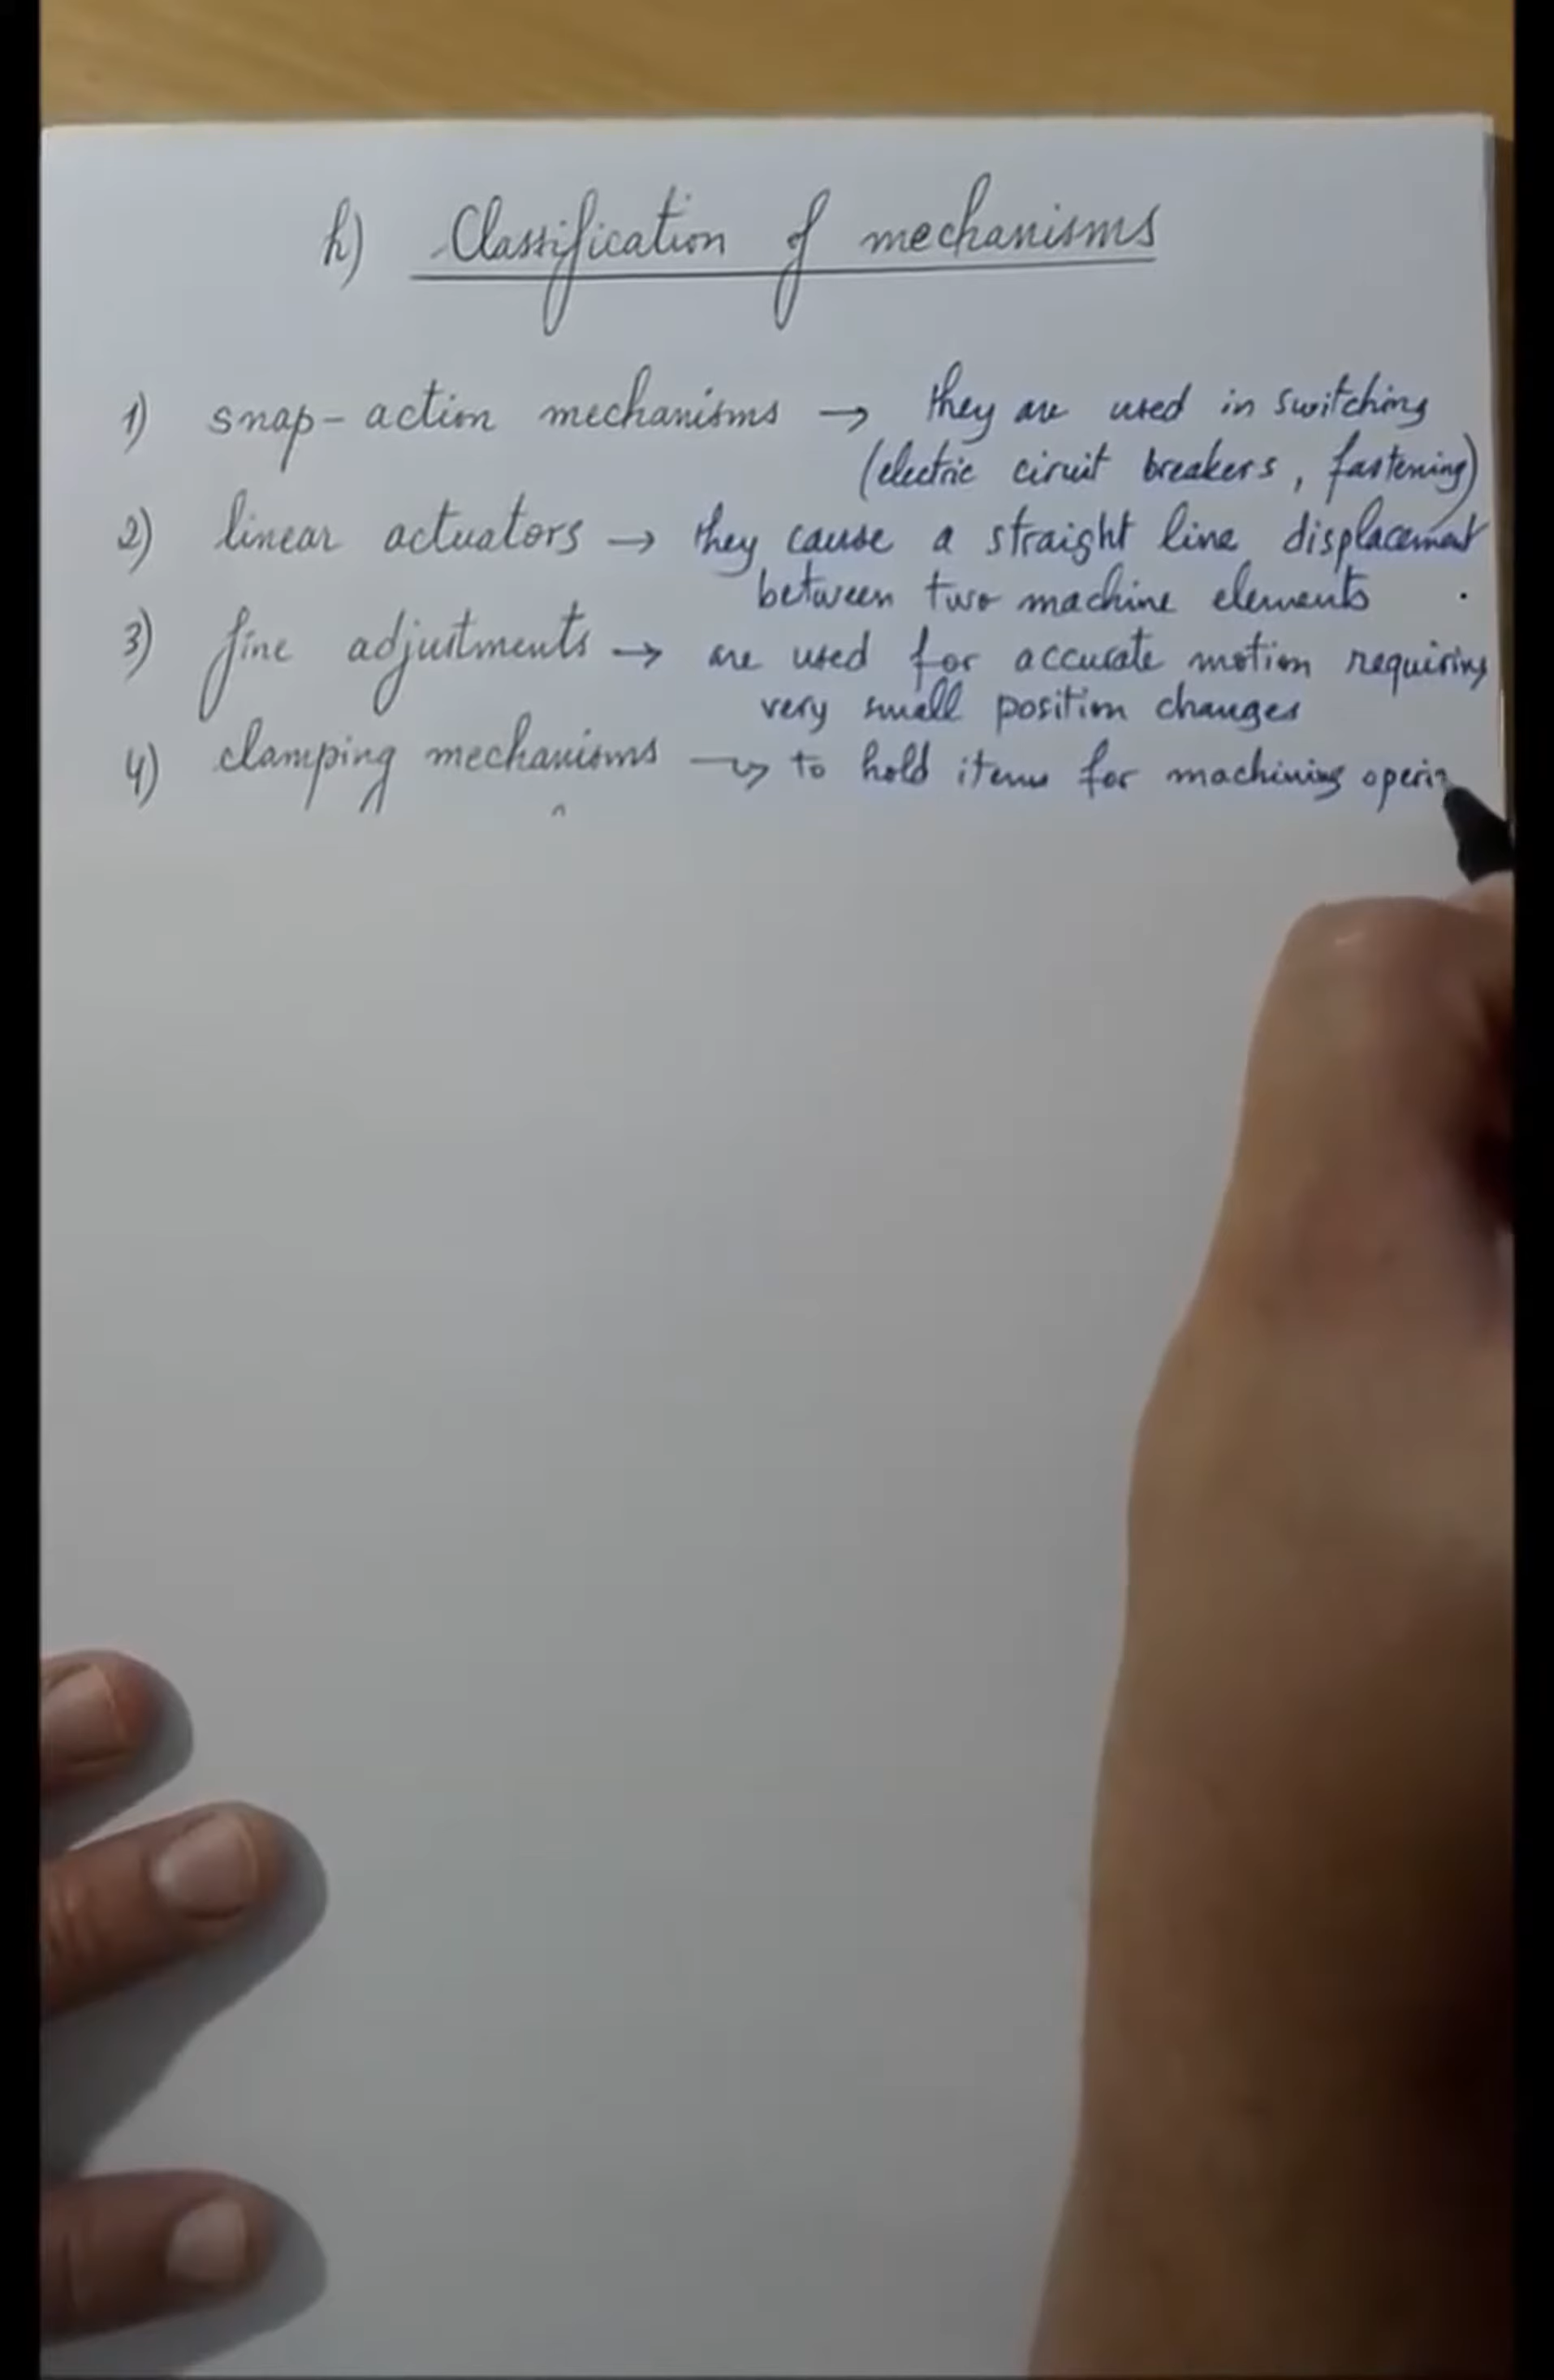 h) Classification of mechanisms
1) snap-action mechanisms → they are used in switching
(electric circuit breakers, fastening)
2) linear actuators → they cause a straight line displacement
between two machine elements
3) fine adjustments → are used for accurate motion requiring
very small position changes
4) clamping mechanisms → to hold items for machining